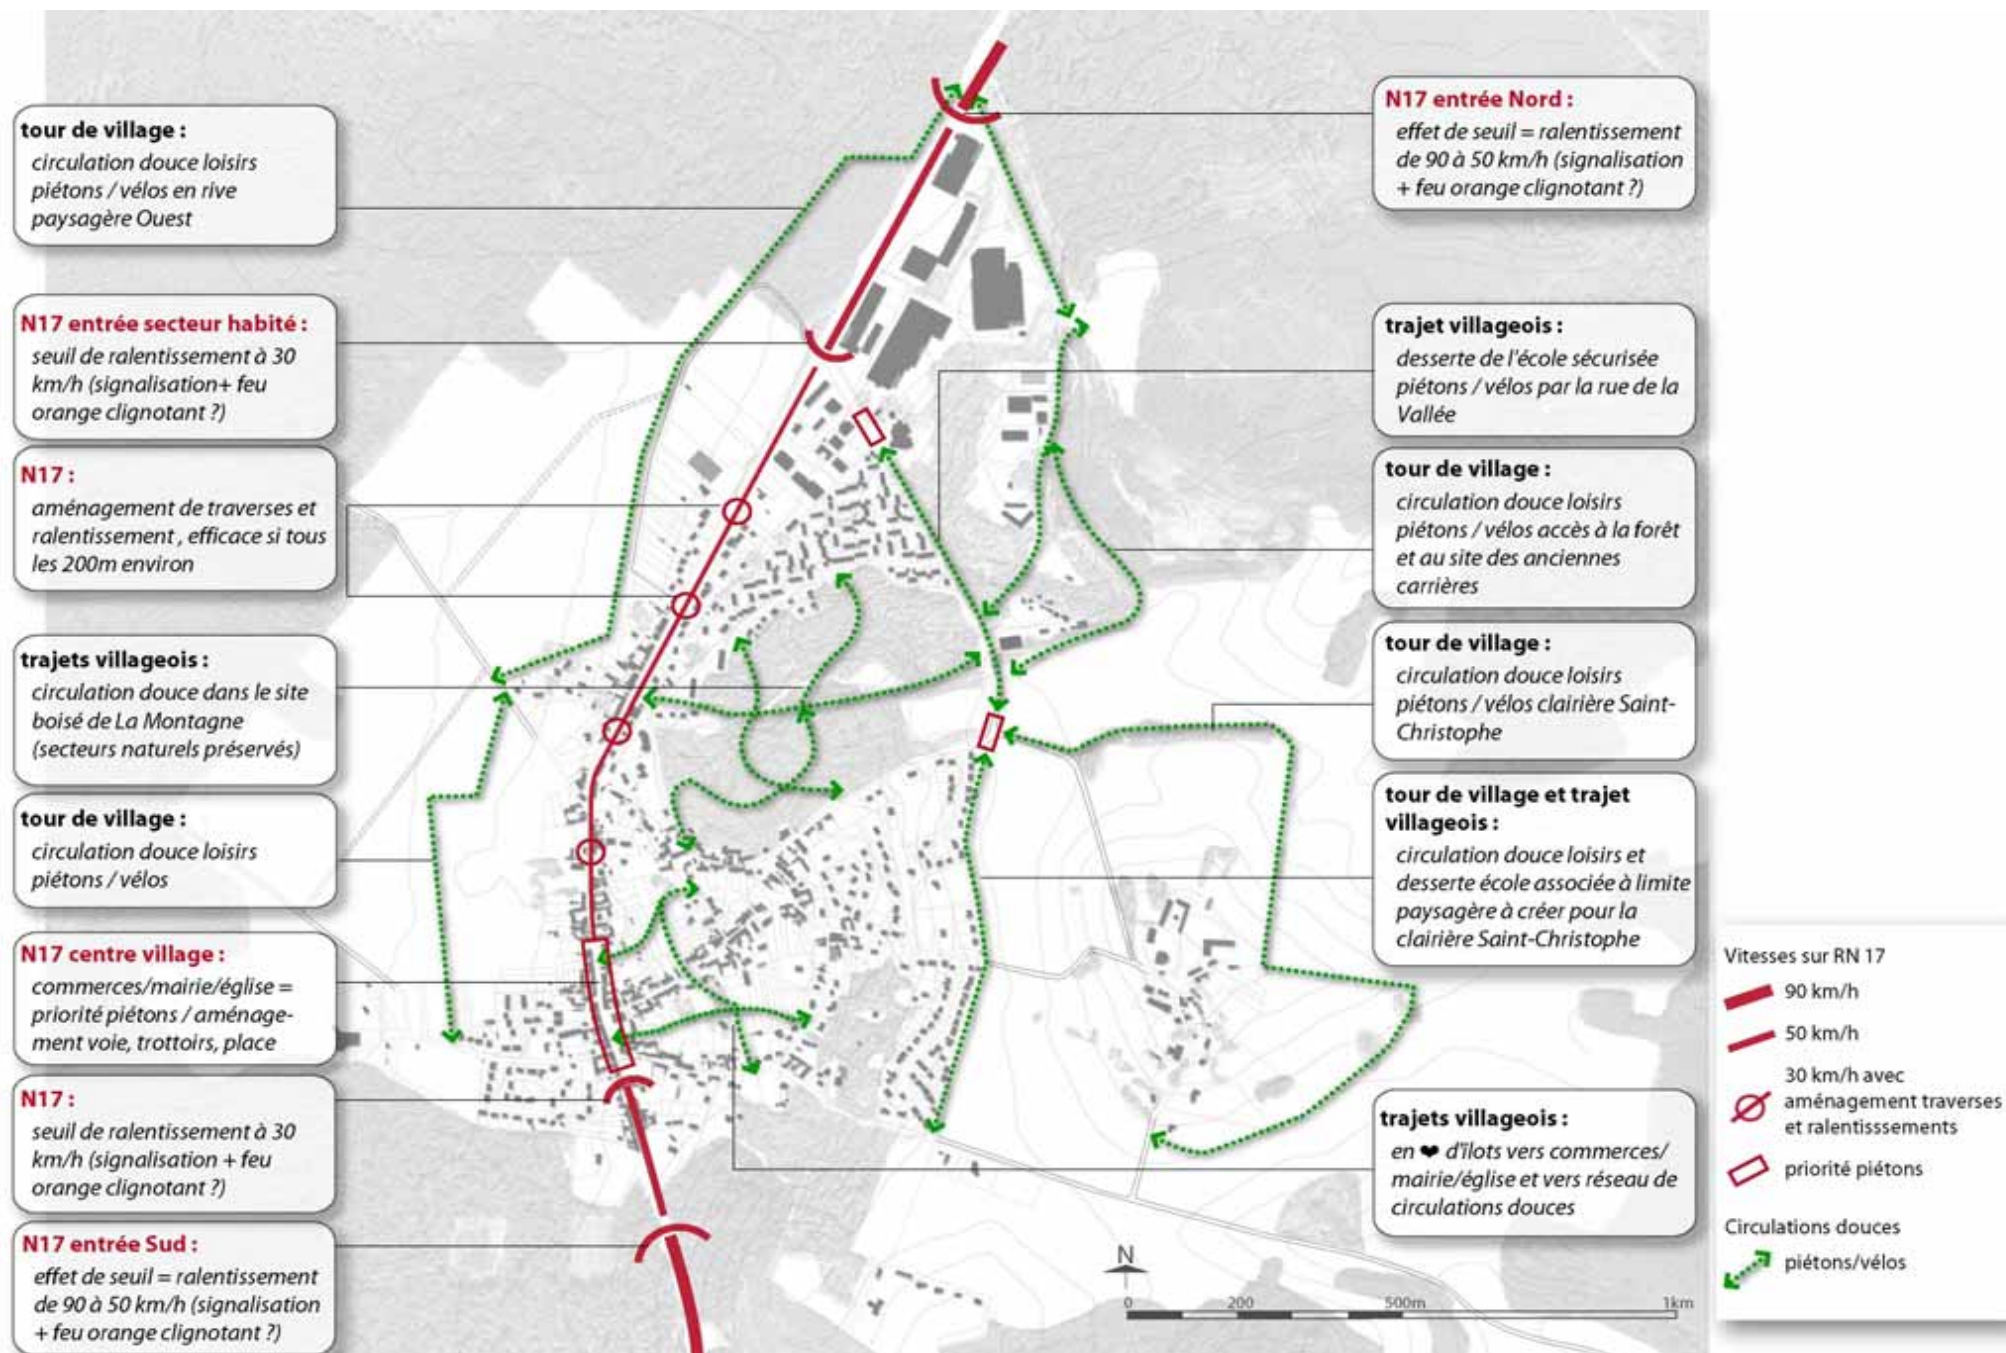 tour de village :
circulation douce loisirs
piétons / vélos en rive
paysagère Ouest
N17 entrée secteur habité :
seuil de ralentissement à 30
km/h (signalisation+ feu
orange clignotant ?)
N17 :
aménagement de traverses et
ralentissement , efficace si tous
les 200m environ
trajets villageois :
circulation douce dans le site
boisé de La Montagne
(secteurs naturels préservés)
tour de village :
circulation douce loisirs
piétons / vélos
N17 centre village :
commerces/mairie/église =
priorité piétons / aménage-
ment voie, trottoirs, place
N17 :
seuil de ralentissement à 30
km/h (signalisation + feu
orange clignotant ?)
N17 entrée Sud :
effet de seuil = ralentissement
de 90 à 50 km/h (signalisation
+ feu orange clignotant ?)
N17 entrée Nord :
effet de seuil = ralentissement
de 90 à 50 km/h (signalisation
+ feu orange clignotant ?)
trajet villageois :
desserte de l'école sécurisée
piétons / vélos par la rue de la
Vallée
tour de village :
circulation douce loisirs
piétons / vélos accès à la forêt
et au site des anciennes
carrières
tour de village :
circulation douce loisirs
piétons / vélos clairière Saint-
Christophe
tour de village et trajet
villageois :
circulation douce loisirs et
desserte école associée à limite
paysagère à créer pour la
clairière Saint-Christophe
trajets villageois :
en ❤ d'îlots vers commerces/
mairie/église et vers réseau de
circulations douces
N
0 200 500m 1km
Vitesses sur RN 17
90 km/h
50 km/h
30 km/h avec
aménagement traverses
et ralentisssements
priorité piétons
Circulations douces
piétons/vélos